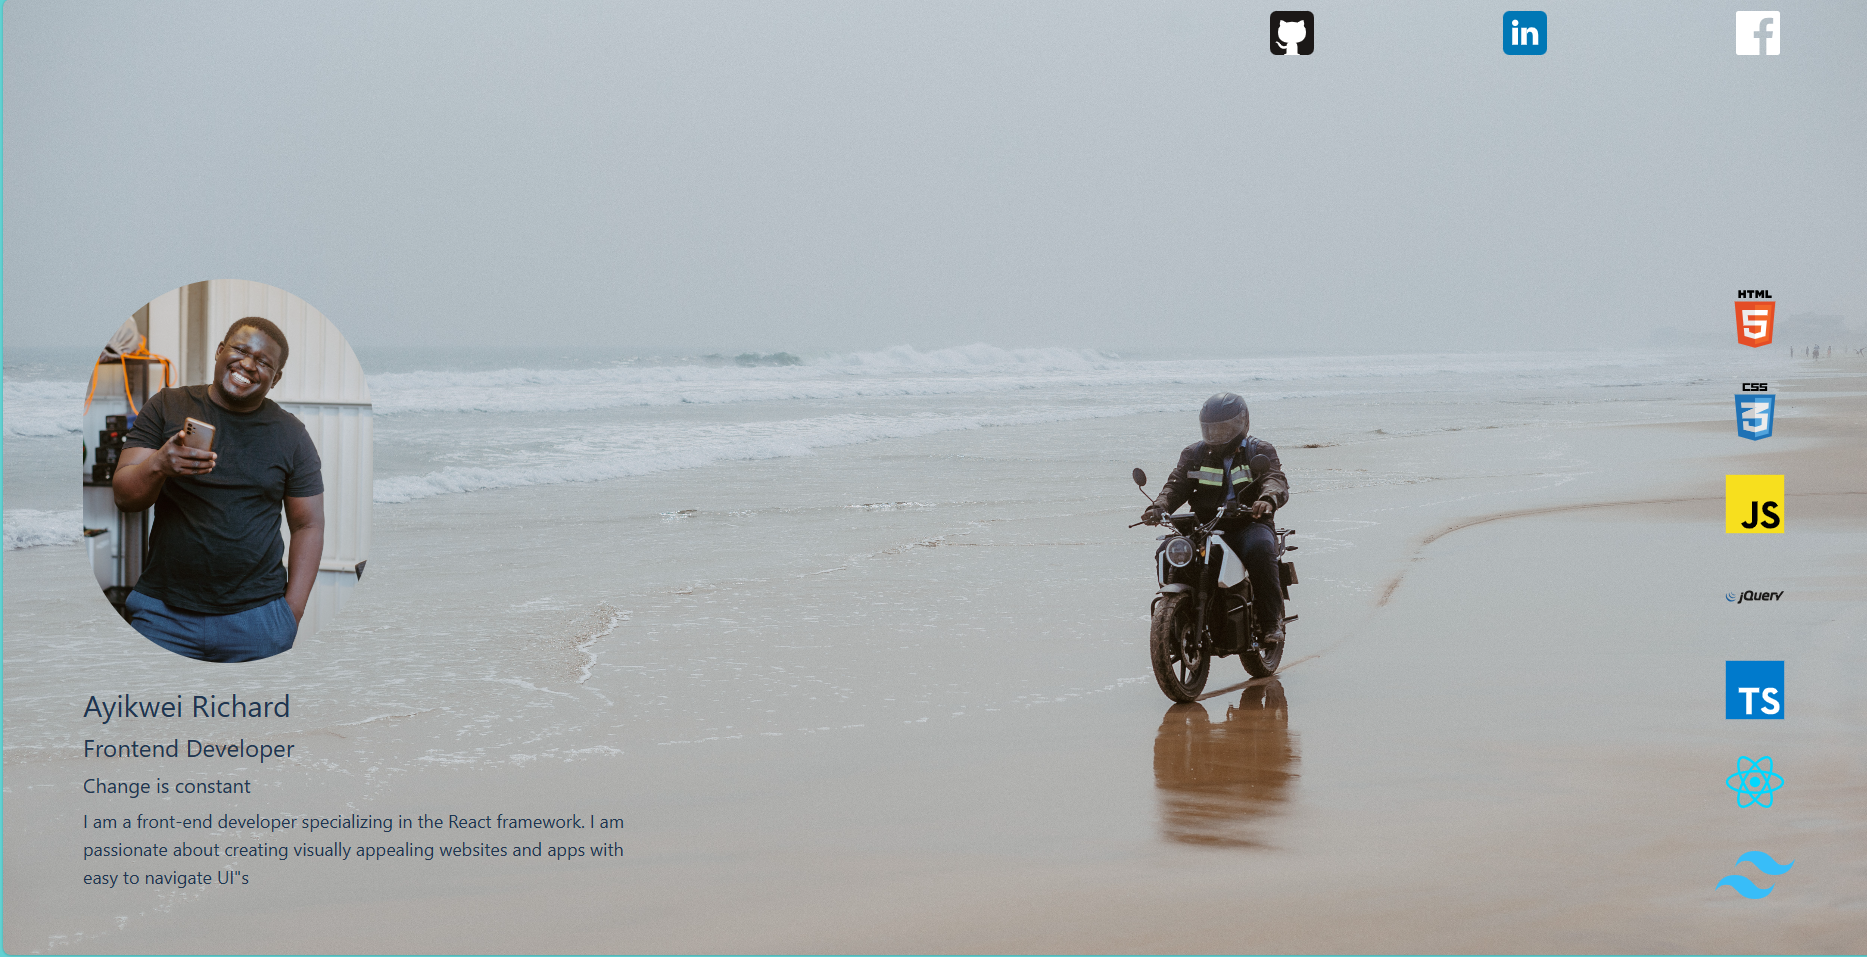 in
f
HTML
5
CSS
3
JS
jQuery
TS
Ayikwei Richard
Frontend Developer
Change is constant
I am a front-end developer specializing in the React framework. I am
passionate about creating visually appealing websites and apps with
easy to navigate UI"s